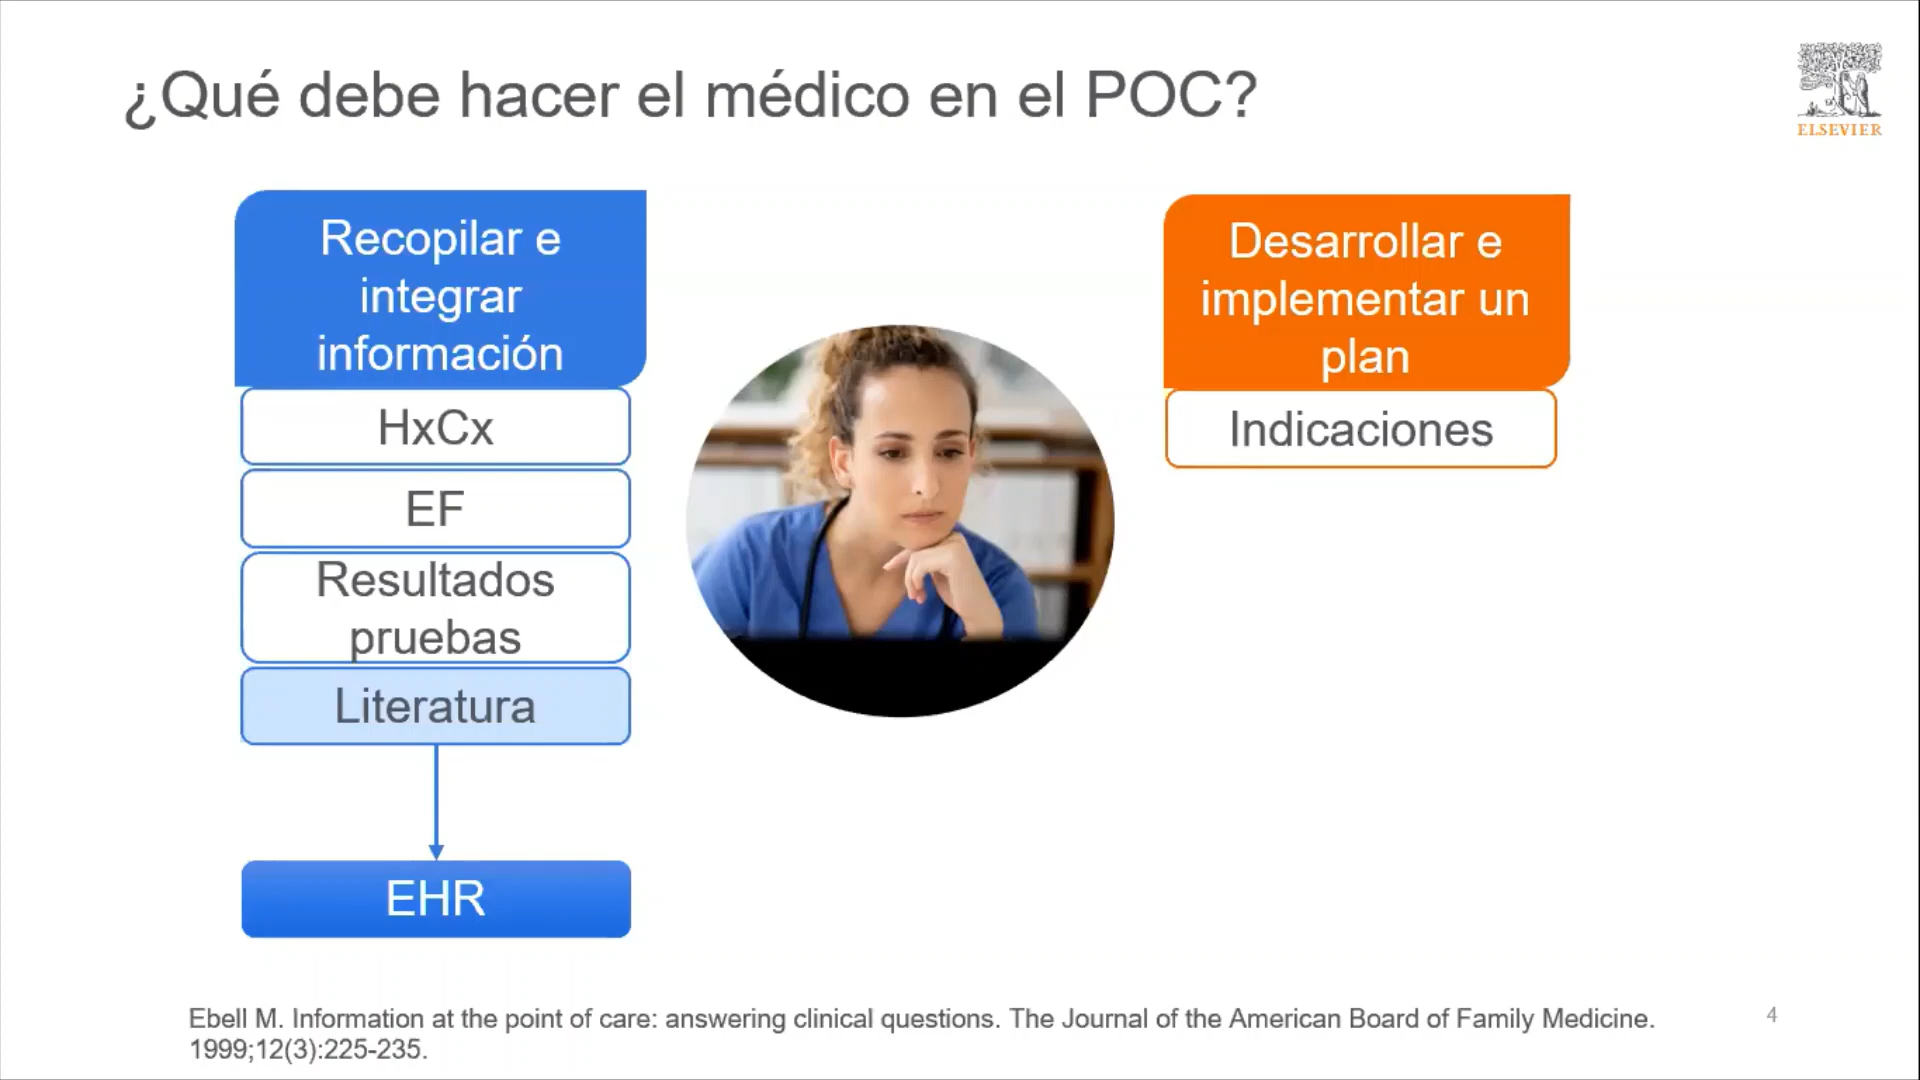 ¿Qué debe hacer el médico en el POC?
ELSEVIER
Recopilar e
integrar
información
HxCx
EF
Resultados
pruebas
Literatura
EHR
Desarrollar e
implementar un
plan
Indicaciones
Ebell M. Information at the point of care: answering clinical questions. The Journal of the American Board of Family Medicine.
1999;12(3):225-235.
4